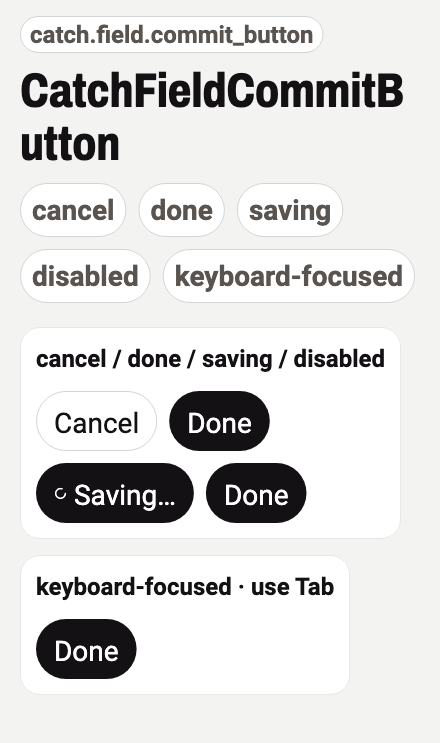 catch.field.commit_button
CatchFieldCommitB
utton
cancel done saving
disabled keyboard-focused
cancel / done / saving / disabled
Cancel Done
Saving… Done
keyboard-focused · use Tab
Done